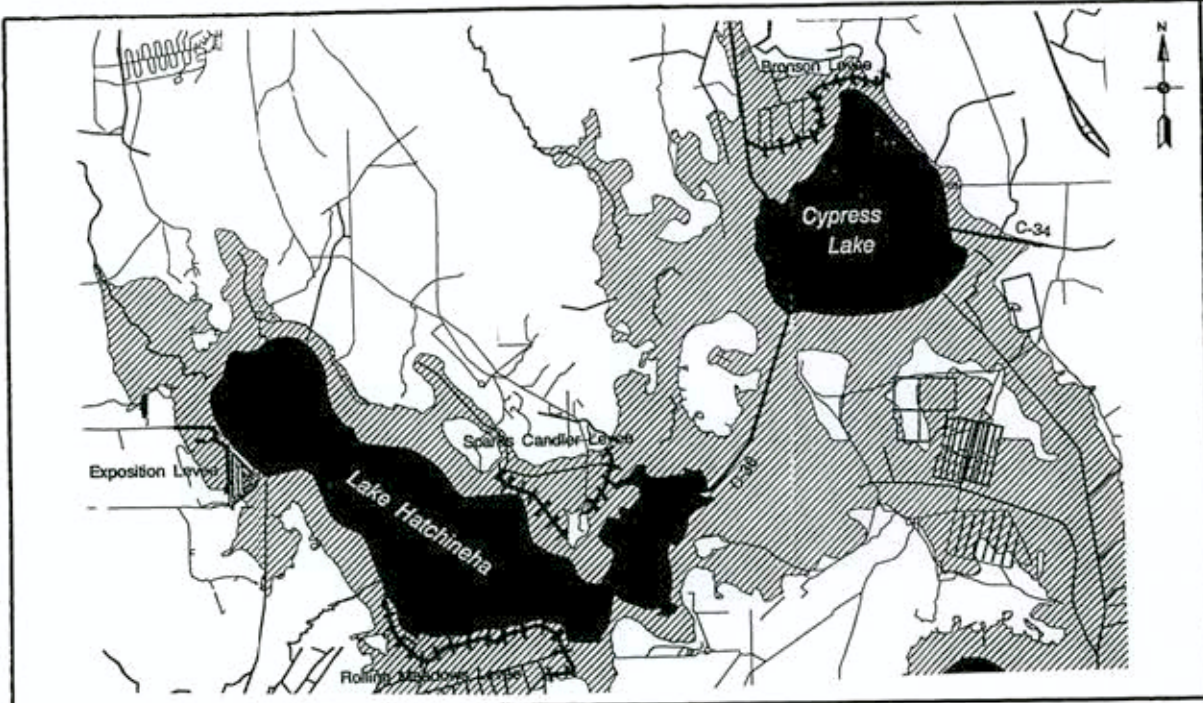 N
Bronson Levee
Cypress
Lake
C-34
Sparks Candler Levee
Exposition Levee
C-36
Lake Hatchineha
Rolling Meadows Levee